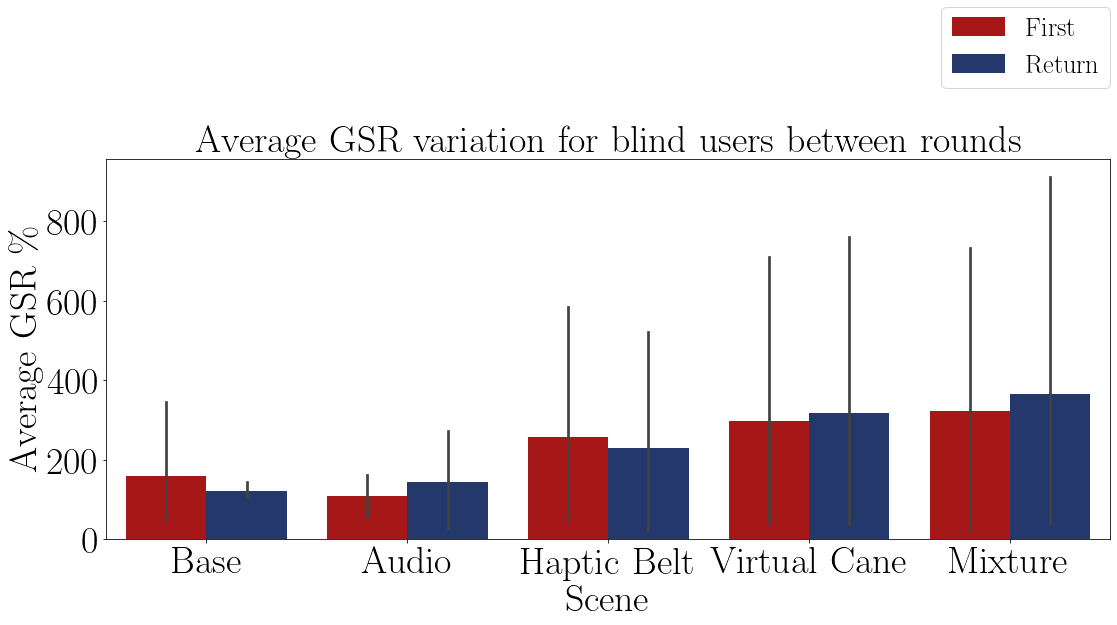 First
Return
Average GSR variation for blind users between rounds
Average GSR %
800
600
400
200
0
Base Audio Haptic Belt Virtual Cane Mixture
Scene